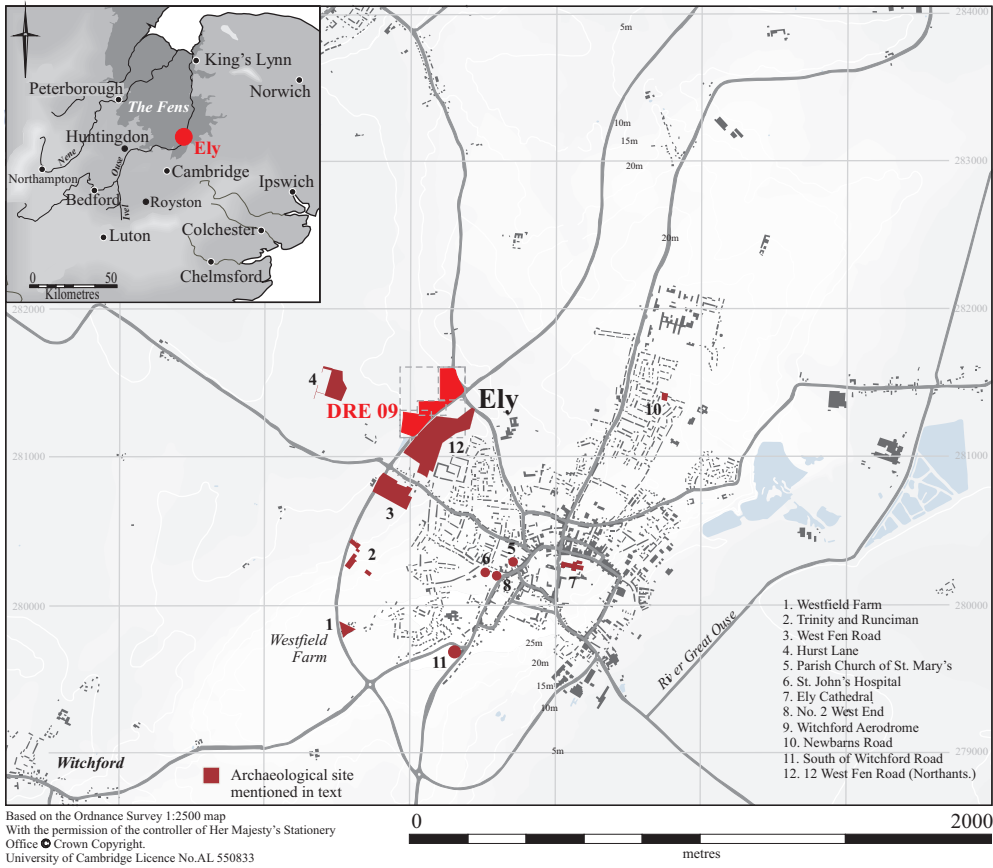 King's Lynn
Peterborough
Norwich
The Fens
Huntingdon
Ely
Nene
Ouse
Cambridge
Northampton
Ipswich
Bedford
Royston
Ivel
Colchester
Luton
Chelmsford
0 50
Kilometres
284000
5m
10m
15m
20m
283000
20m
282000
282000
4
DRE 09
Ely
10
12
281000
281000
3
2
5
6
8
7
280000
280000
1
Westfield
Farm
11
25m
20m
15m
10m
5m
River Great Ouse
279000
Witchford
1. Westfield Farm
2. Trinity and Runciman
3. West Fen Road
4. Hurst Lane
5. Parish Church of St. Mary's
6. St. John's Hospital
7. Ely Cathedral
8. No. 2 West End
9. Witchford Aerodrome
10. Newbarns Road
11. South of Witchford Road
12. 12 West Fen Road (Northants.)
Archaeological site
mentioned in text
Based on the Ordnance Survey 1:2500 map
With the permission of the controller of Her Majesty's Stationery
Office © Crown Copyright.
University of Cambridge Licence No.AL 550833
0 2000
metres